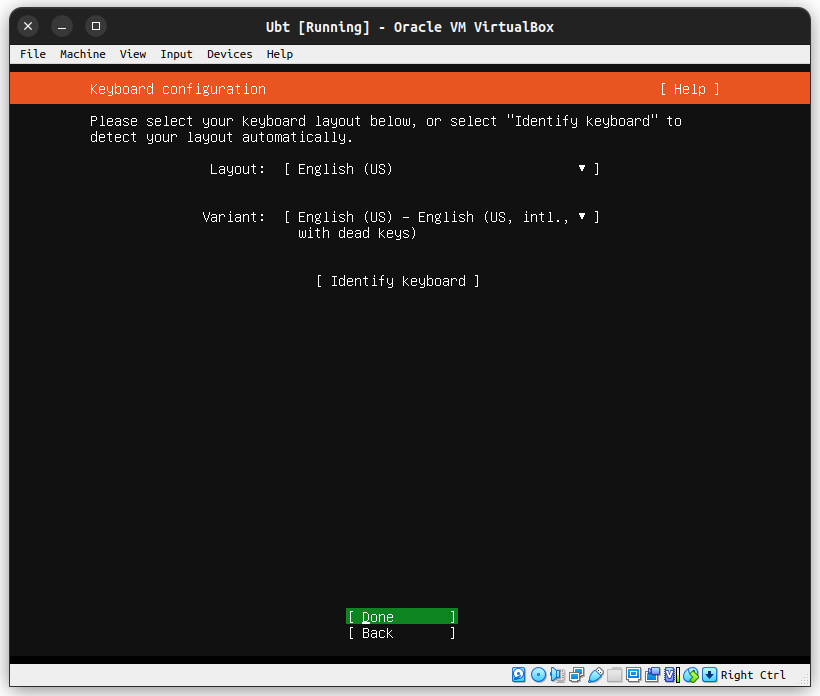 Ubt [Running] - Oracle VM VirtualBox
File Machine View Input Devices Help
Keyboard configuration [ Help ]
Please select your keyboard layout below, or select "Identify keyboard" to
detect your layout automatically.
Layout: [ English (US) ▾ ]
Variant: [ English (US) – English (US, intl., ▾ ]
with dead keys)
[ Identify keyboard ]
[ Done ]
[ Back ]
Right Ctrl